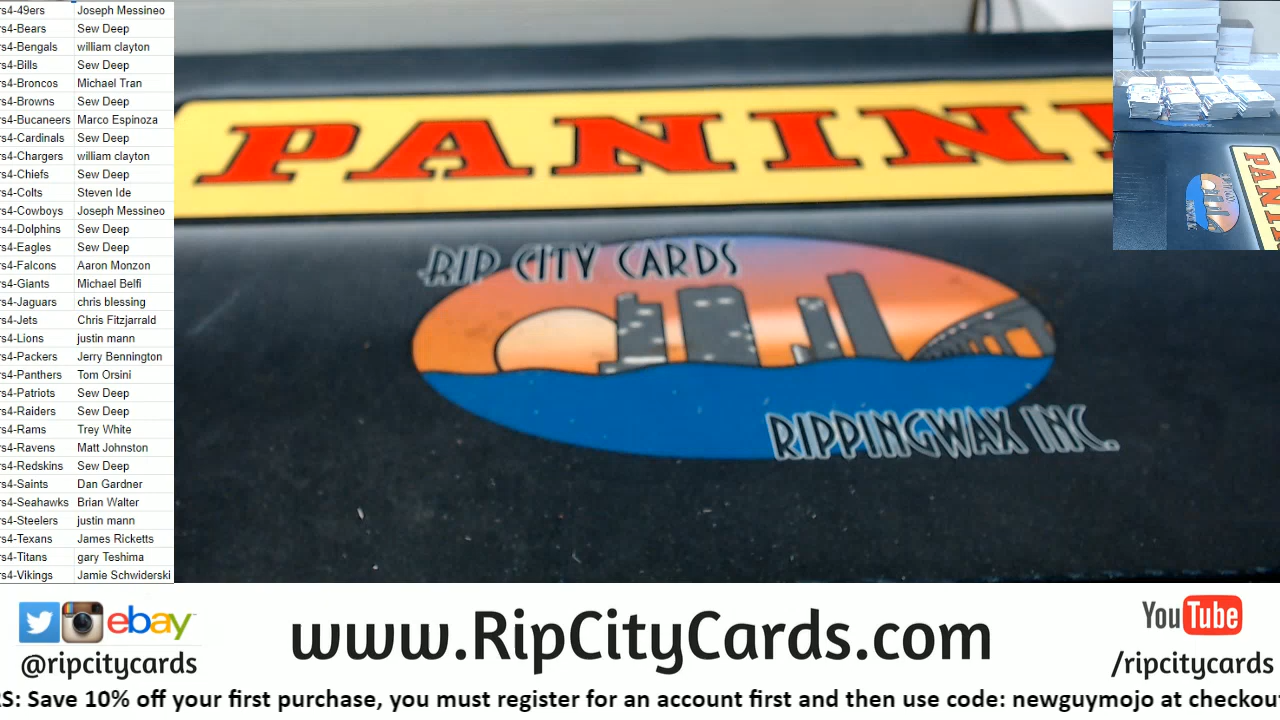 rs4-49ers Joseph Messineo
rs4-Bears Sew Deep
rs4-Bengals william clayton
rs4-Bills Sew Deep
rs4-Broncos Michael Tran
rs4-Browns Sew Deep
rs4-Bucaneers Marco Espinoza
rs4-Cardinals Sew Deep
rs4-Chargers william clayton
rs4-Chiefs Sew Deep
rs4-Colts Steven Ide
rs4-Cowboys Joseph Messineo
rs4-Dolphins Sew Deep
rs4-Eagles Sew Deep
rs4-Falcons Aaron Monzon
rs4-Giants Michael Belfi
rs4-Jaguars chris blessing
rs4-Jets Chris Fitzjarrald
rs4-Lions justin mann
rs4-Packers Jerry Bennington
rs4-Panthers Tom Orsini
rs4-Patriots Sew Deep
rs4-Raiders Sew Deep
rs4-Rams Trey White
rs4-Ravens Matt Johnston
rs4-Redskins Sew Deep
rs4-Saints Dan Gardner
rs4-Seahawks Brian Walter
rs4-Steelers justin mann
rs4-Texans James Ricketts
rs4-Titans gary Teshima
rs4-Vikings Jamie Schwiderski
PANINI
RIP CITY CARDS
RIPPINGWAX INC.
PANI
ebay
@ripcitycards
www.RipCityCards.com
YouTube
/ripcitycards
RS: Save 10% off your first purchase, you must register for an account first and then use code: newguymojo at checkou